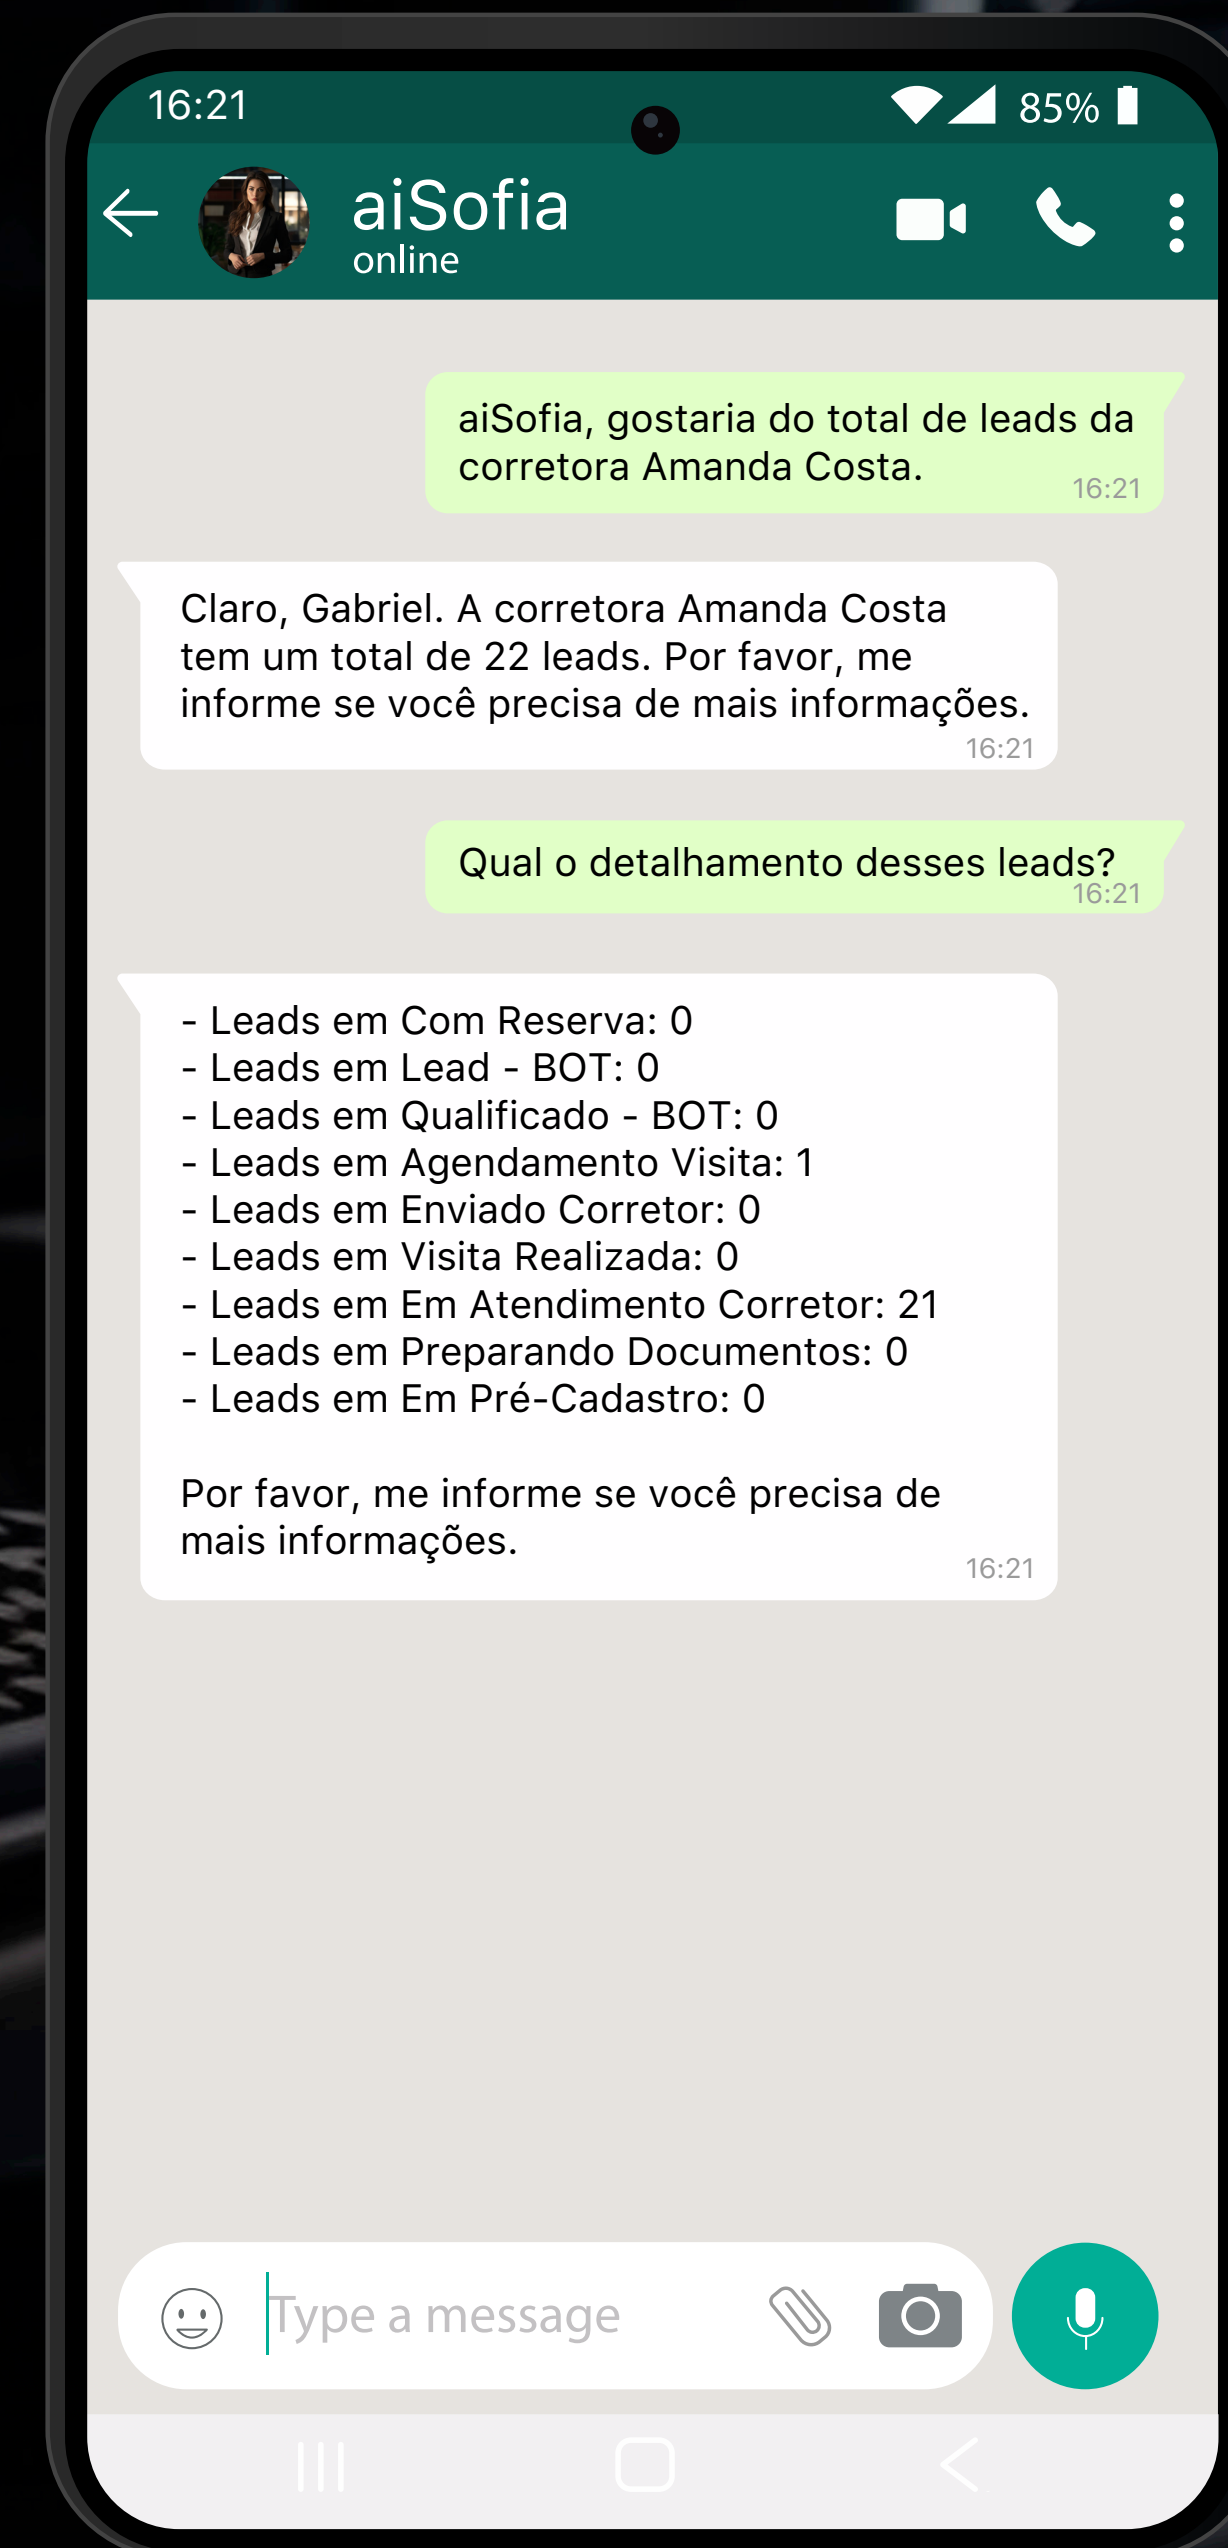 16:21
85%
aiSofia
online
aiSofia, gostaria do total de leads da
corretora Amanda Costa.
16:21
Claro, Gabriel. A corretora Amanda Costa
tem um total de 22 leads. Por favor, me
informe se você precisa de mais informações.
16:21
Qual o detalhamento desses leads?
16:21
- Leads em Com Reserva: 0
- Leads em Lead - BOT: 0
- Leads em Qualificado - BOT: 0
- Leads em Agendamento Visita: 1
- Leads em Enviado Corretor: 0
- Leads em Visita Realizada: 0
- Leads em Em Atendimento Corretor: 21
- Leads em Preparando Documentos: 0
- Leads em Em Pré-Cadastro: 0
Por favor, me informe se você precisa de
mais informações.
16:21
Type a message